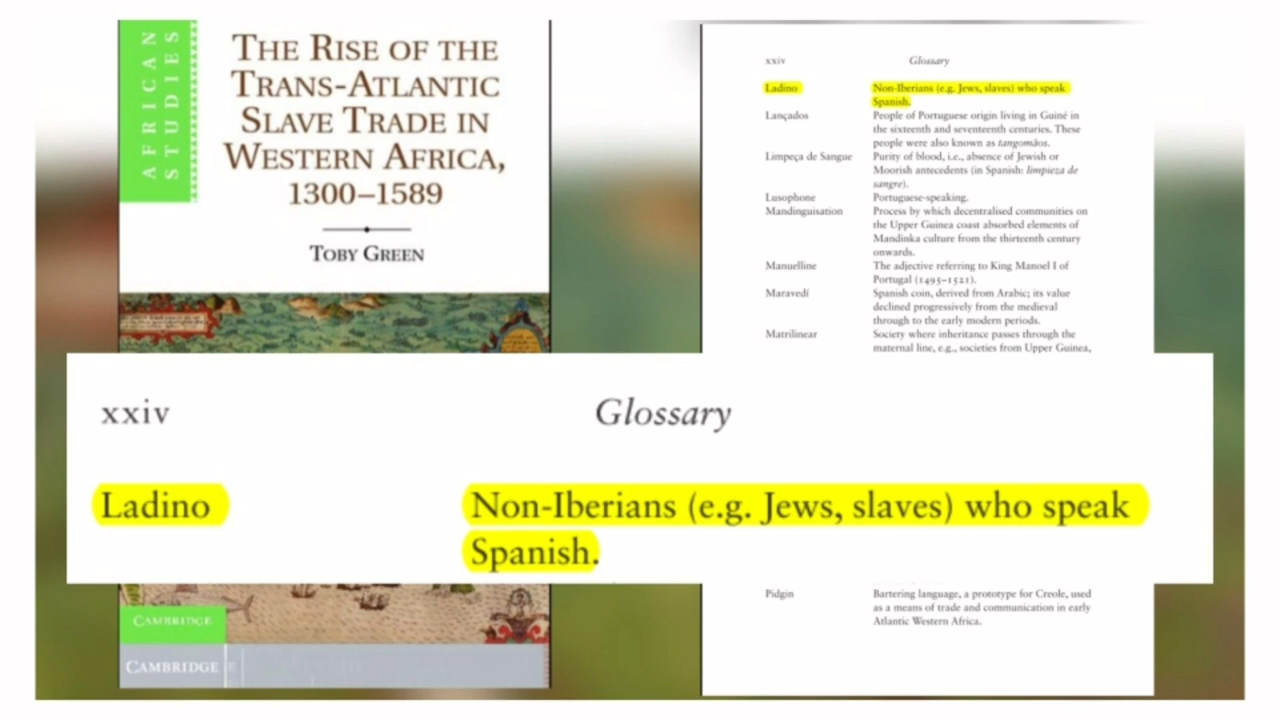 AFRICAN
STUDIES
THE RISE OF THE
TRANS-ATLANTIC
SLAVE TRADE IN
WESTERN AFRICA,
1300–1589
TOBY GREEN
xxiv Glossary
Ladino Non-Iberians (e.g. Jews, slaves) who speak
Spanish.
Lançados People of Portuguese origin living in Guiné in
the sixteenth and seventeenth centuries. These
people were also known as tangomãos.
Limpeça de Sangue Purity of blood, i.e., absence of Jewish or
Moorish antecedents (in Spanish: limpieza de
sangre).
Lusophone Portuguese-speaking.
Mandinguisation Process by which decentralised communities on
the Upper Guinea coast absorbed elements of
Mandinka culture from the thirteenth century
onwards.
Manuelline The adjective referring to King Manoel I of
Portugal (1495–1521).
Maravedí Spanish coin, derived from Arabic; its value
declined progressively from the medieval
through to the early modern periods.
Matrilinear Society where inheritance passes through the
maternal line, e.g., societies from Upper Guinea,
xxiv Glossary
Ladino Non-Iberians (e.g. Jews, slaves) who speak
Spanish.
Pidgin Bartering language, a prototype for Creole, used
as a means of trade and communication in early
Atlantic Western Africa.
CAMBRIDGE
CAMBRIDGE